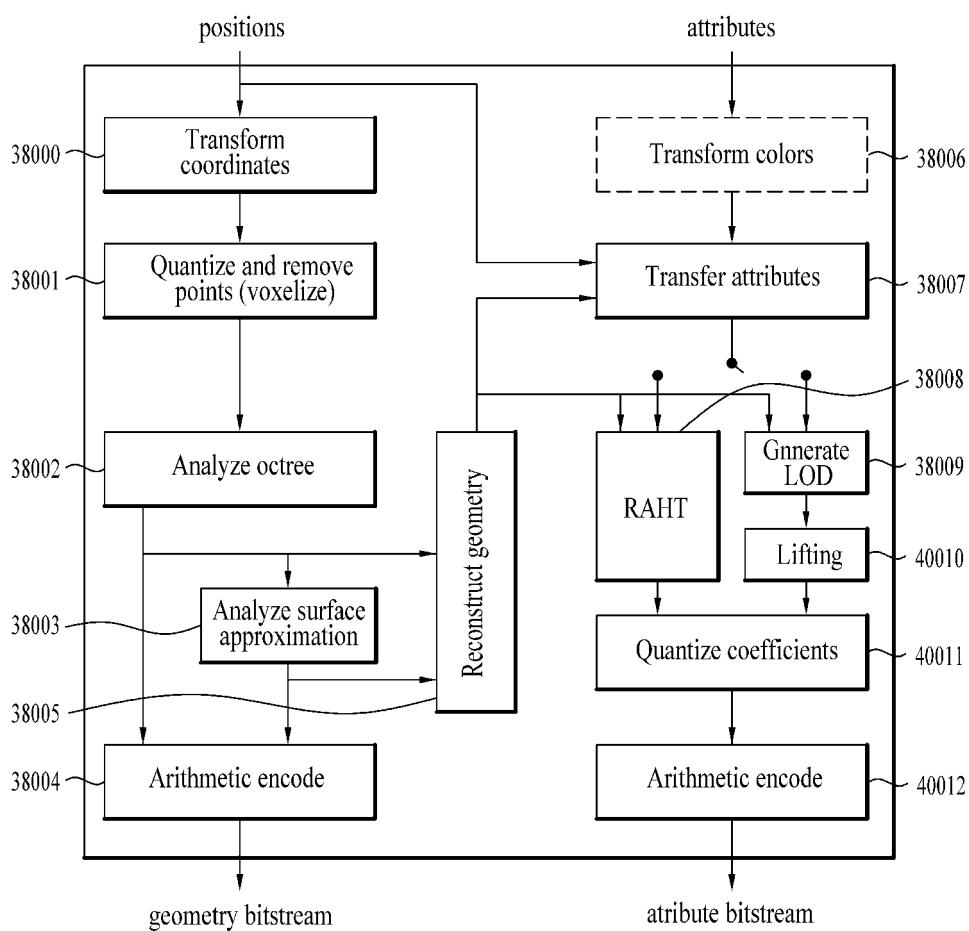 positions
attributes
38000
Transform
coordinates
Transform colors
38006
38001
Quantize and remove
points (voxelize)
Transfer attributes
38007
38008
38002
Analyze octree
Reconstruct geometry
RAHT
Gnnerate
LOD
38009
Lifting
40010
38003
Analyze surface
approximation
Quantize coefficients
40011
38005
38004
Arithmetic encode
Arithmetic encode
40012
geometry bitstream
atribute bitstream